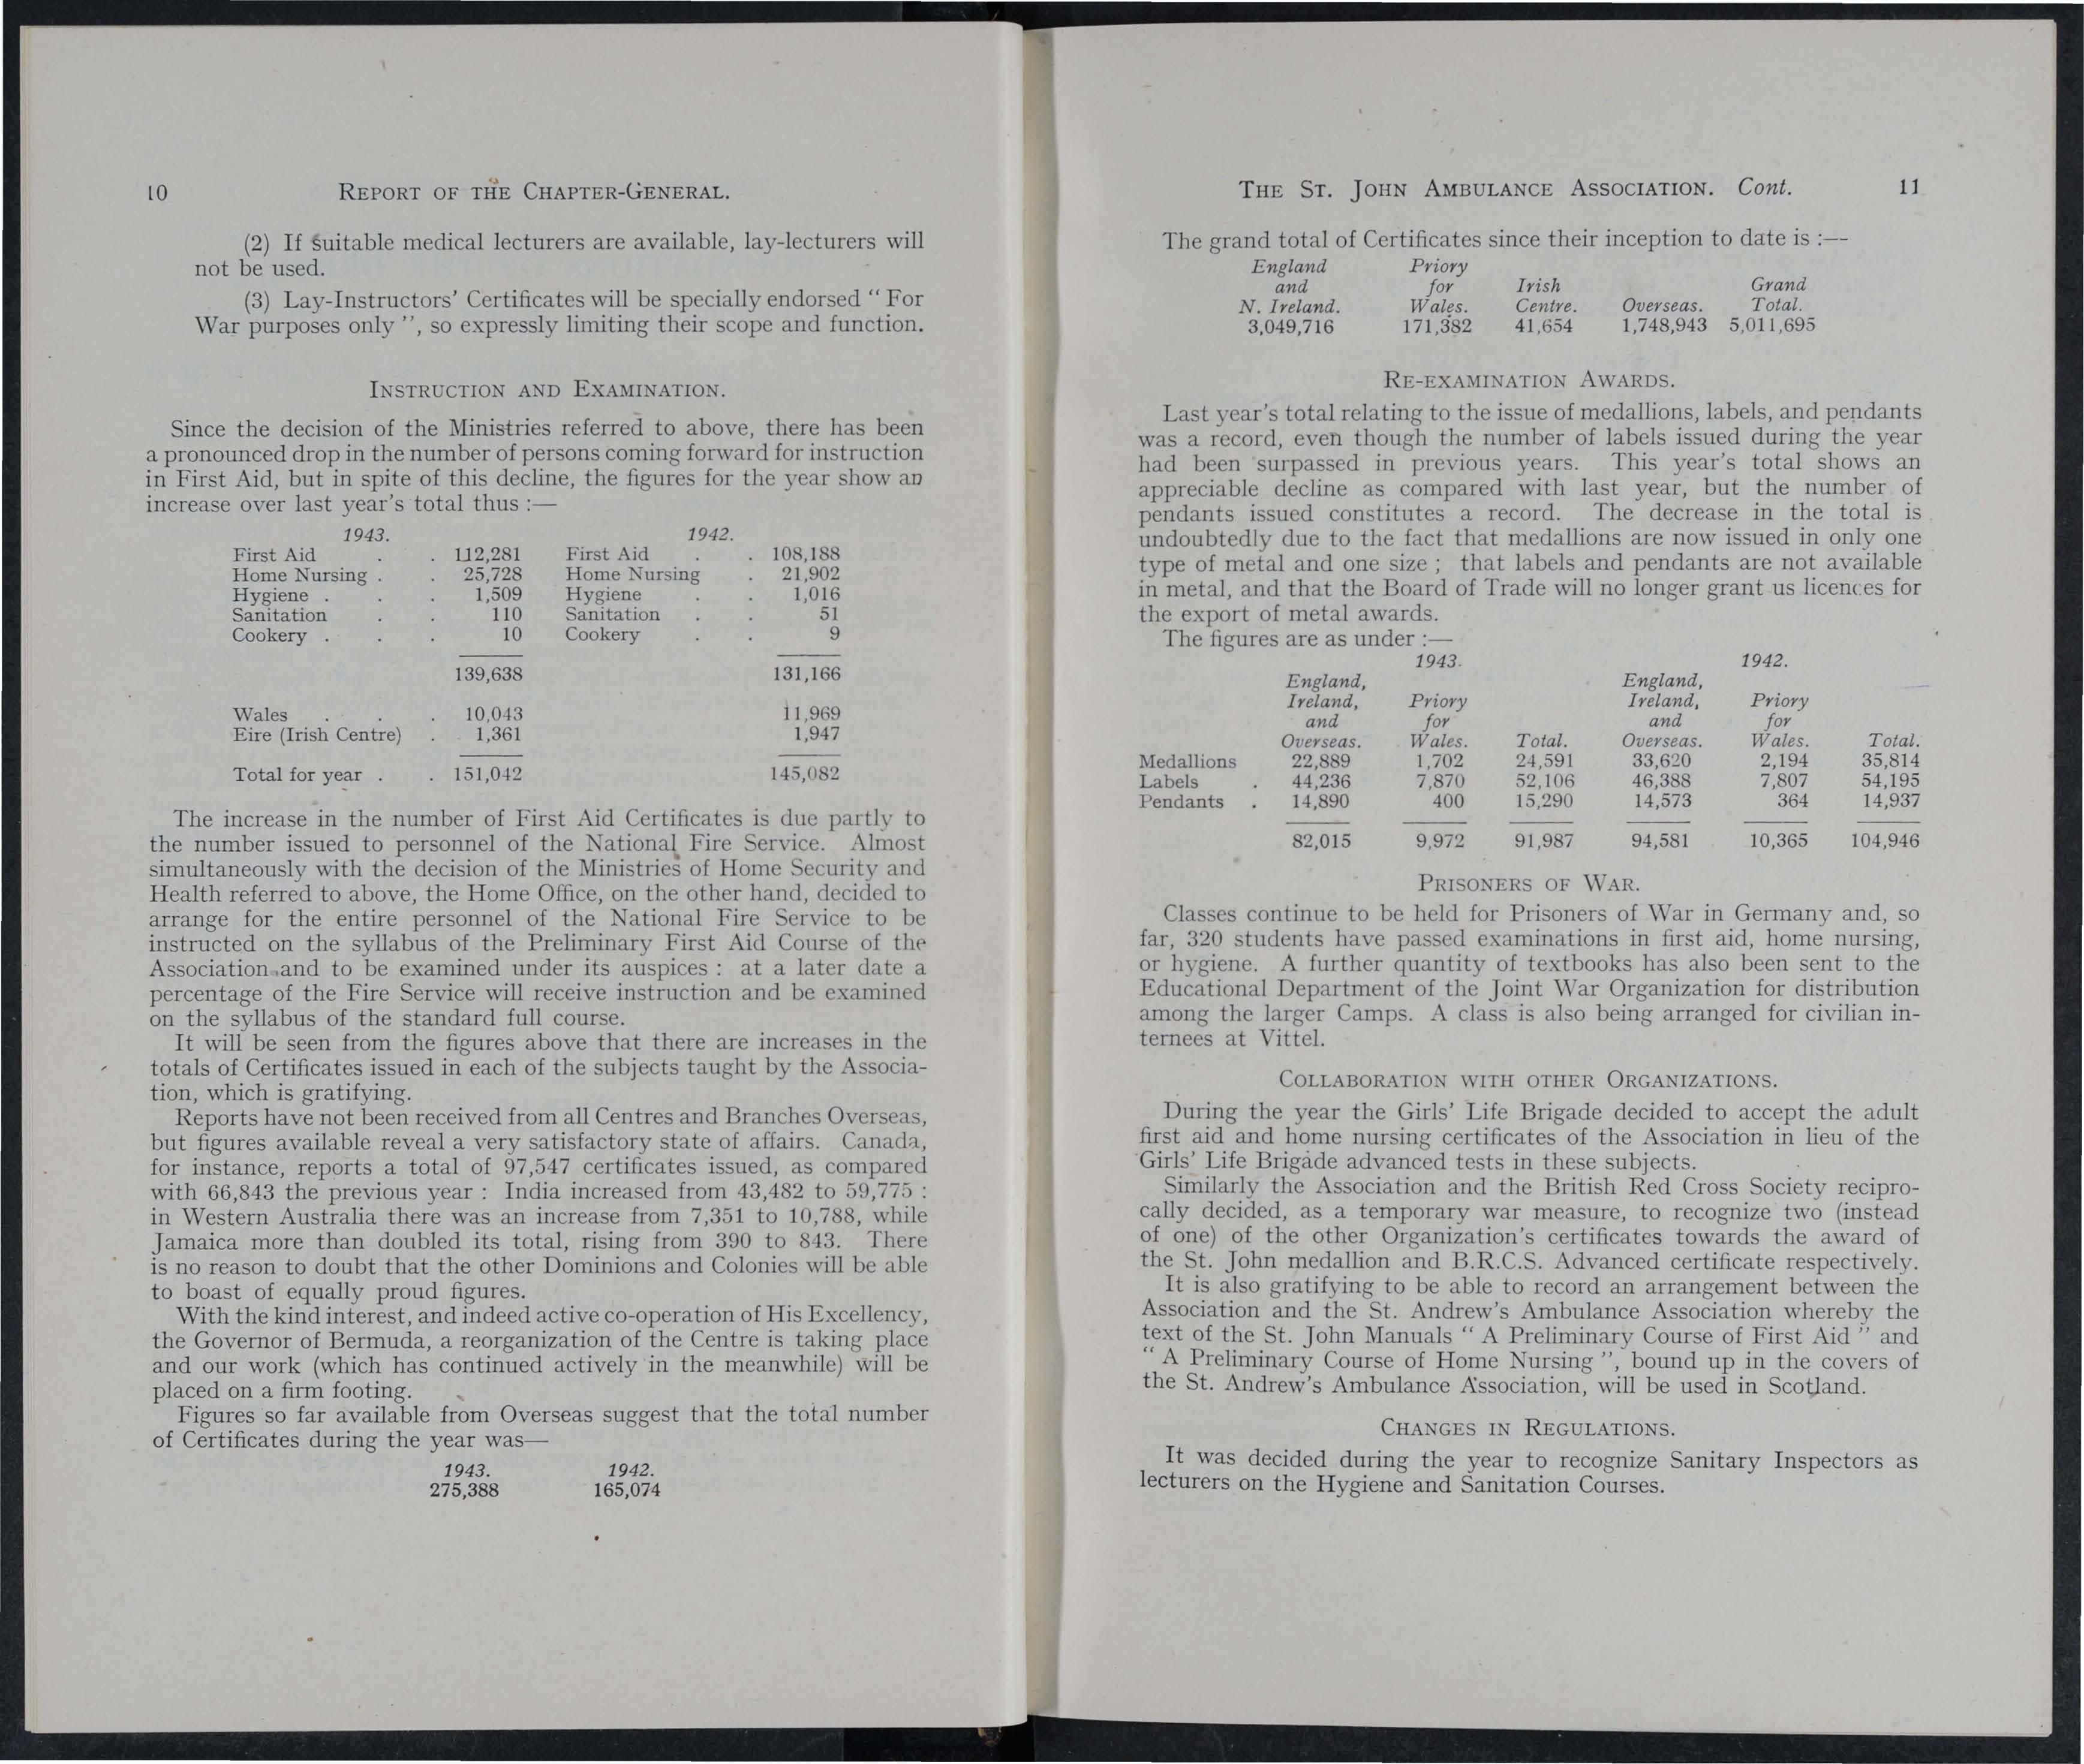 10 REPORT OF THE CHAPTER-GENERAL.
(2) If suitable medical lecturers are available, lay-lecturers will
not be used.
(3) Lay-Instructors' Certificates will be specially endorsed " For
War purposes only ", so expressly limiting their scope and function.
INSTRUCTION AND EXAMINATION.
Since the decision of the Ministries referred to above, there has been
a pronounced drop in the number of persons coming forward for instruction
in First Aid, but in spite of this decline, the figures for the year show an
increase over last year's total thus :—
1943. 1942.
First Aid . . 112,281 First Aid . . 108,188
Home Nursing . . 25,728 Home Nursing . 21,902
Hygiene . . . 1,509 Hygiene . . 1,016
Sanitation . . 110 Sanitation . . 51
Cookery . . . 10 Cookery . . 9
139,638 131,166
Wales . . . 10,043 11,969
Eire (Irish Centre) . 1,361 1,947
Total for year . . 151,042 145,082
The increase in the number of First Aid Certificates is due partly to
the number issued to personnel of the National Fire Service. Almost
simultaneously with the decision of the Ministries of Home Security and
Health referred to above, the Home Office, on the other hand, decided to
arrange for the entire personnel of the National Fire Service to be
instructed on the syllabus of the Preliminary First Aid Course of the
Association and to be examined under its auspices : at a later date a
percentage of the Fire Service will receive instruction and be examined
on the syllabus of the standard full course.
It will be seen from the figures above that there are increases in the
totals of Certificates issued in each of the subjects taught by the Associa-
tion, which is gratifying.
Reports have not been received from all Centres and Branches Overseas,
but figures available reveal a very satisfactory state of affairs. Canada,
for instance, reports a total of 97,547 certificates issued, as compared
with 66,843 the previous year : India increased from 43,482 to 59,775 :
in Western Australia there was an increase from 7,351 to 10,788, while
Jamaica more than doubled its total, rising from 390 to 843. There
is no reason to doubt that the other Dominions and Colonies will be able
to boast of equally proud figures.
With the kind interest, and indeed active co-operation of His Excellency,
the Governor of Bermuda, a reorganization of the Centre is taking place
and our work (which has continued actively in the meanwhile) will be
placed on a firm footing.
Figures so far available from Overseas suggest that the total number
of Certificates during the year was—
1943. 1942.
275,388 165,074
THE ST. JOHN AMBULANCE ASSOCIATION. Cont. 11
The grand total of Certificates since their inception to date is :—
England Priory
and for Irish Grand
N. Ireland. Wales. Centre. Overseas. Total.
3,049,716 171,382 41,654 1,748,943 5,011,695
RE-EXAMINATION AWARDS.
Last year's total relating to the issue of medallions, labels, and pendants
was a record, even though the number of labels issued during the year
had been surpassed in previous years. This year's total shows an
appreciable decline as compared with last year, but the number of
pendants issued constitutes a record. The decrease in the total is
undoubtedly due to the fact that medallions are now issued in only one
type of metal and one size ; that labels and pendants are not available
in metal, and that the Board of Trade will no longer grant us licences for
the export of metal awards.
The figures are as under :—
1943. 1942.
England, England,
Ireland, Priory Ireland, Priory
and for and for
Overseas. Wales. Total. Overseas. Wales. Total.
Medallions 22,889 1,702 24,591 33,620 2,194 35,814
Labels . 44,236 7,870 52,106 46,388 7,807 54,195
Pendants . 14,890 400 15,290 14,573 364 14,937
82,015 9,972 91,987 94,581 10,365 104,946
PRISONERS OF WAR.
Classes continue to be held for Prisoners of War in Germany and, so
far, 320 students have passed examinations in first aid, home nursing,
or hygiene. A further quantity of textbooks has also been sent to the
Educational Department of the Joint War Organization for distribution
among the larger Camps. A class is also being arranged for civilian in-
ternees at Vittel.
COLLABORATION WITH OTHER ORGANIZATIONS.
During the year the Girls' Life Brigade decided to accept the adult
first aid and home nursing certificates of the Association in lieu of the
Girls' Life Brigade advanced tests in these subjects.
Similarly the Association and the British Red Cross Society recipro-
cally decided, as a temporary war measure, to recognize two (instead
of one) of the other Organization's certificates towards the award of
the St. John medallion and B.R.C.S. Advanced certificate respectively.
It is also gratifying to be able to record an arrangement between the
Association and the St. Andrew's Ambulance Association whereby the
text of the St. John Manuals " A Preliminary Course of First Aid " and
" A Preliminary Course of Home Nursing ", bound up in the covers of
the St. Andrew's Ambulance Association, will be used in Scotland.
CHANGES IN REGULATIONS.
It was decided during the year to recognize Sanitary Inspectors as
lecturers on the Hygiene and Sanitation Courses.